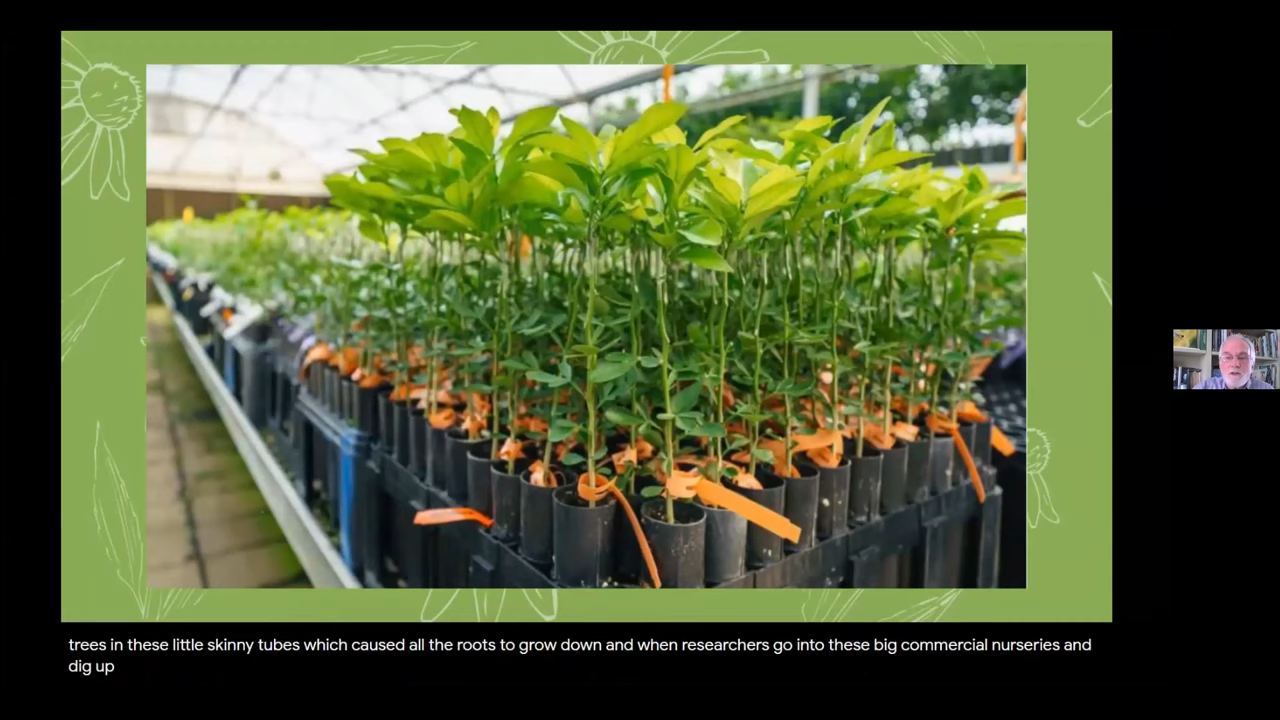 trees in these little skinny tubes which caused all the roots to grow down and when researchers go into these big commercial nurseries and
dig up